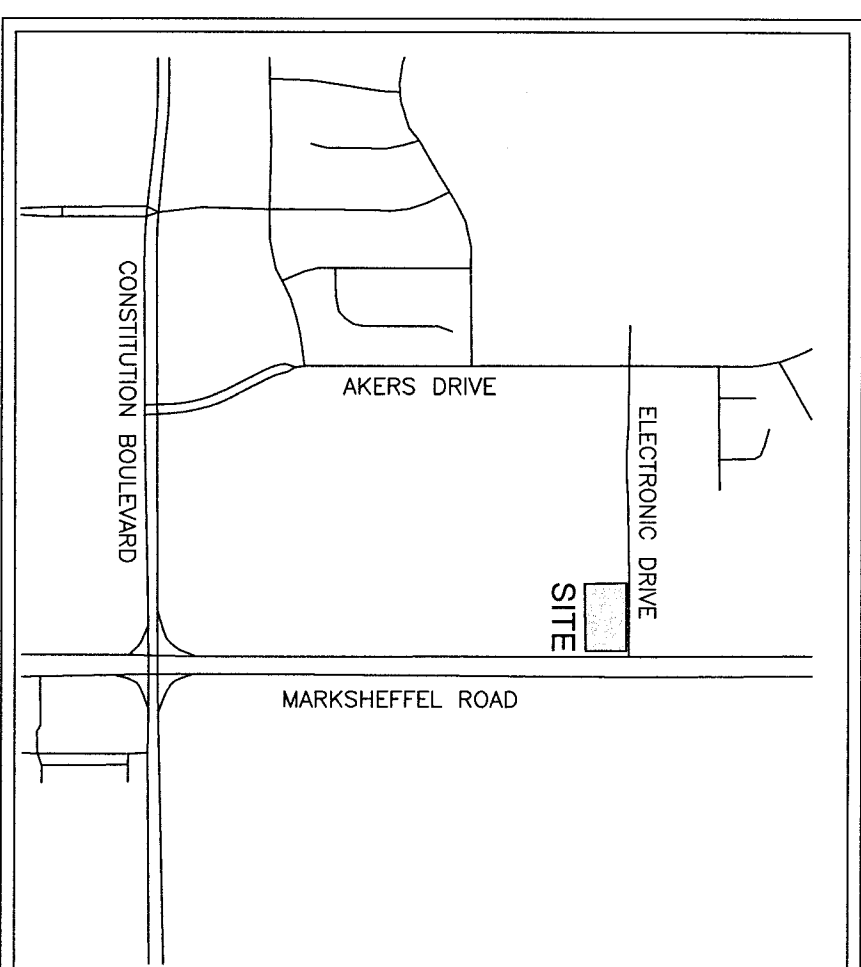 CONSTITUTION BOULEVARD
AKERS DRIVE
ELECTRONIC DRIVE
SITE
MARKSHEFFEL ROAD